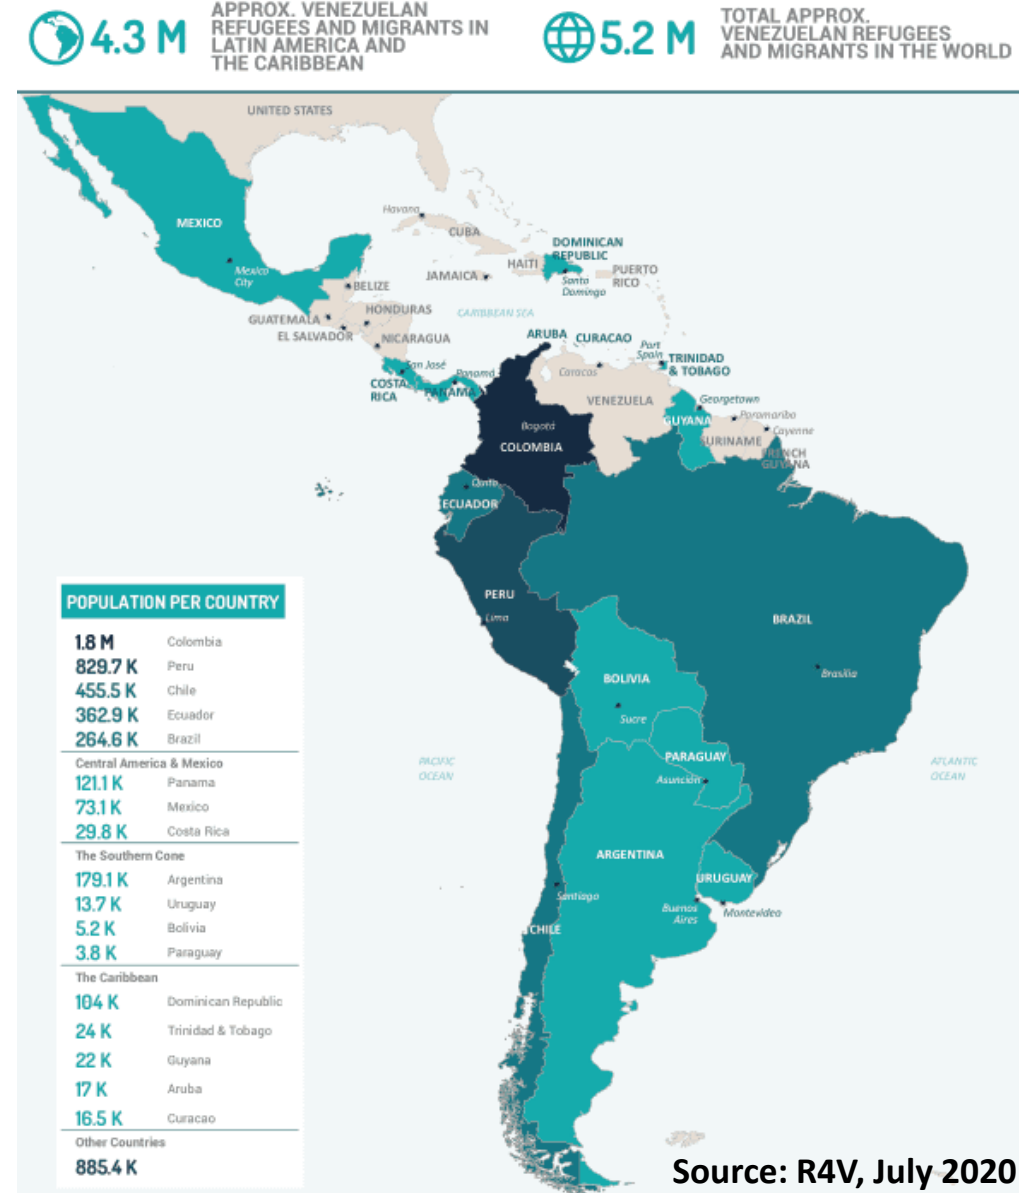 4.3 M
APPROX. VENEZUELAN
REFUGEES AND MIGRANTS IN
LATIN AMERICA AND
THE CARIBBEAN
5.2 M
TOTAL APPROX.
VENEZUELAN REFUGEES
AND MIGRANTS IN THE WORLD
UNITED STATES
MEXICO
Mexico
City
Havana
CUBA
DOMINICAN
REPUBLIC
HAITI
JAMAICA
Santo
Domingo
PUERTO
RICO
BELIZE
HONDURAS
GUATEMALA
EL SALVADOR
NICARAGUA
CARIBBEAN SEA
ARUBA
CURACAO
Port
Spain
TRINIDAD
& TOBAGO
San José
Panamá
COSTA
RICA
PANAMA
Caracas
VENEZUELA
Georgetown
GUYANA
Paramaribo
Cayenne
SURINAME
FRENCH
GUYANA
Bogotá
COLOMBIA
Quito
ECUADOR
PERU
Lima
BRAZIL
Brasília
BOLIVIA
Sucre
PARAGUAY
Asunción
PACIFIC
OCEAN
ATLANTIC
OCEAN
ARGENTINA
URUGUAY
Santiago
Buenos
Aires
Montevideo
CHILE
POPULATION PER COUNTRY
1.8 M Colombia
829.7 K Peru
455.5 K Chile
362.9 K Ecuador
264.6 K Brazil
Central America & Mexico
121.1 K Panama
73.1 K Mexico
29.8 K Costa Rica
The Southern Cone
179.1 K Argentina
13.7 K Uruguay
5.2 K Bolivia
3.8 K Paraguay
The Caribbean
104 K Dominican Republic
24 K Trinidad & Tobago
22 K Guyana
17 K Aruba
16.5 K Curacao
Other Countries
885.4 K
Source: R4V, July 2020